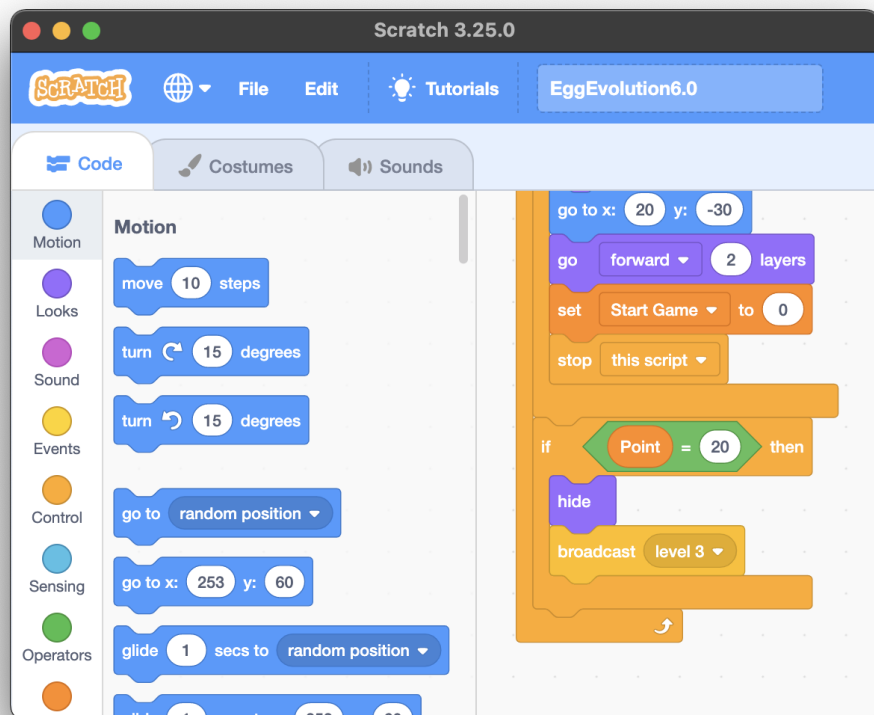 Scratch 3.25.0
SCRATCH File Edit Tutorials EggEvolution6.0
Code Costumes Sounds
Motion
Looks
Sound
Events
Control
Sensing
Operators
Motion
move 10 steps
turn 15 degrees
turn 15 degrees
go to random position
go to x: 253 y: 60
glide 1 secs to random position
go to x: 20 y: -30
go forward 2 layers
set Start Game to 0
stop this script
if Point = 20 then
hide
broadcast level 3